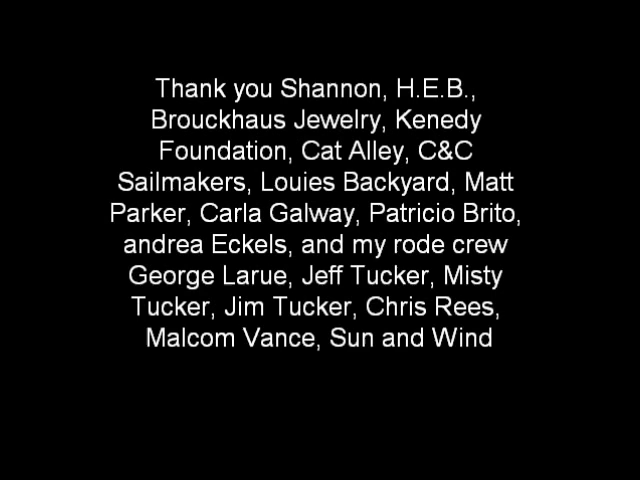 Thank you Shannon, H.E.B.,
Brouckhaus Jewelry, Kenedy
Foundation, Cat Alley, C&C
Sailmakers, Louies Backyard, Matt
Parker, Carla Galway, Patricio Brito,
andrea Eckels, and my rode crew
George Larue, Jeff Tucker, Misty
Tucker, Jim Tucker, Chris Rees,
Malcom Vance, Sun and Wind